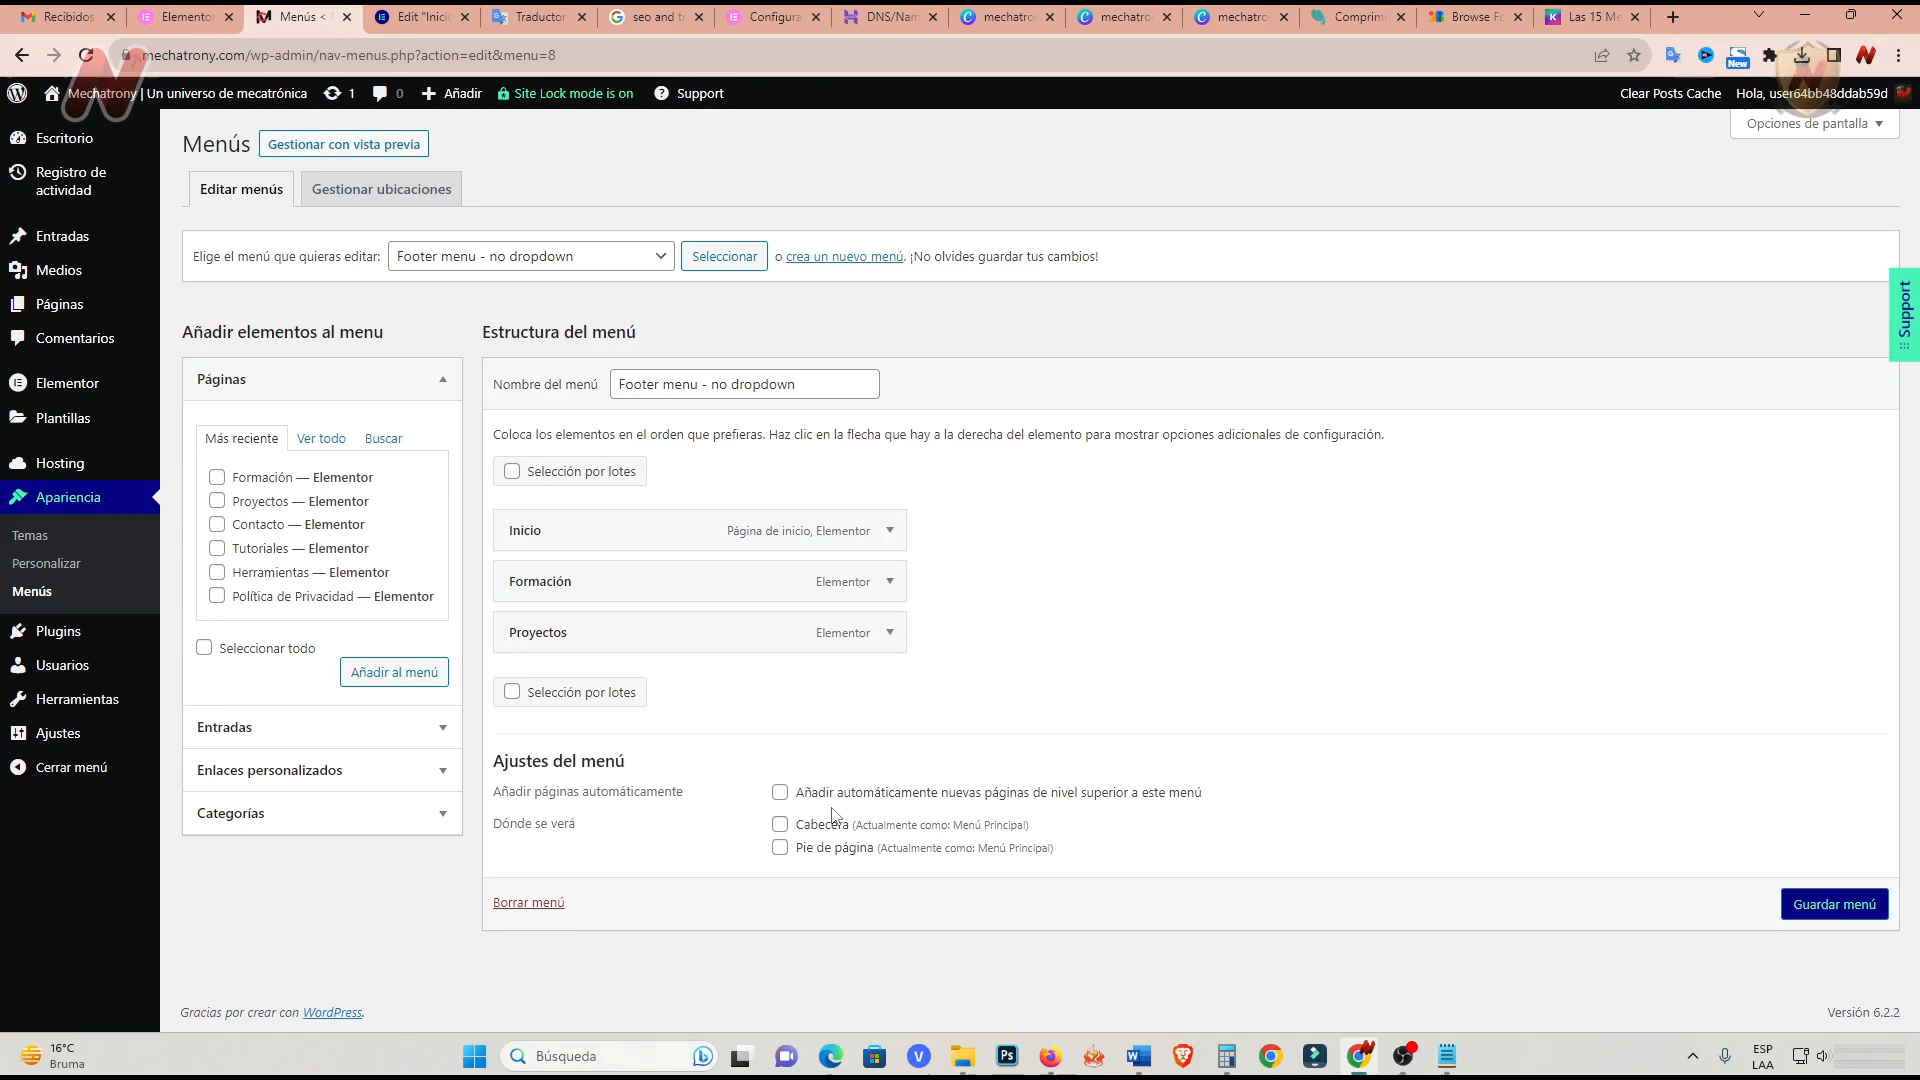 Recibidos
Elementor
Menús <
Edit "Inicio
Traductor
seo and t
Configura
DNS/Nam
mechatro
mechatro
mechatro
Comprim
Browse Fo
Las 15 Me
mechatrony.com/wp-admin/nav-menus.php?action=edit&menu=8
New
Mechatrony | Un universo de mecatrónica
1
0
Añadir
Site Lock mode is on
Support
Clear Posts Cache
Hola, user64bb48ddab59d
Opciones de pantalla
Escritorio
Registro de
actividad
Entradas
Medios
Páginas
Comentarios
Elementor
Plantillas
Hosting
Apariencia
Temas
Personalizar
Menús
Plugins
Usuarios
Herramientas
Ajustes
Cerrar menú
Menús
Gestionar con vista previa
Editar menús
Gestionar ubicaciones
Elige el menú que quieras editar:
Footer menu - no dropdown
Seleccionar
o crea un nuevo menú. ¡No olvides guardar tus cambios!
Support
Añadir elementos al menu
Páginas
Más reciente
Ver todo
Buscar
Formación — Elementor
Proyectos — Elementor
Contacto — Elementor
Tutoriales — Elementor
Herramientas — Elementor
Política de Privacidad — Elementor
Seleccionar todo
Añadir al menú
Entradas
Enlaces personalizados
Categorías
Estructura del menú
Nombre del menú
Footer menu - no dropdown
Coloca los elementos en el orden que prefieras. Haz clic en la flecha que hay a la derecha del elemento para mostrar opciones adicionales de configuración.
Selección por lotes
Inicio
Página de inicio, Elementor
Formación
Elementor
Proyectos
Elementor
Selección por lotes
Ajustes del menú
Añadir páginas automáticamente
Añadir automáticamente nuevas páginas de nivel superior a este menú
Dónde se verá
Cabecera (Actualmente como: Menú Principal)
Pie de página (Actualmente como: Menú Principal)
Borrar menú
Guardar menú
Gracias por crear con WordPress.
Versión 6.2.2
16°C
Bruma
Búsqueda
ESP
LAA